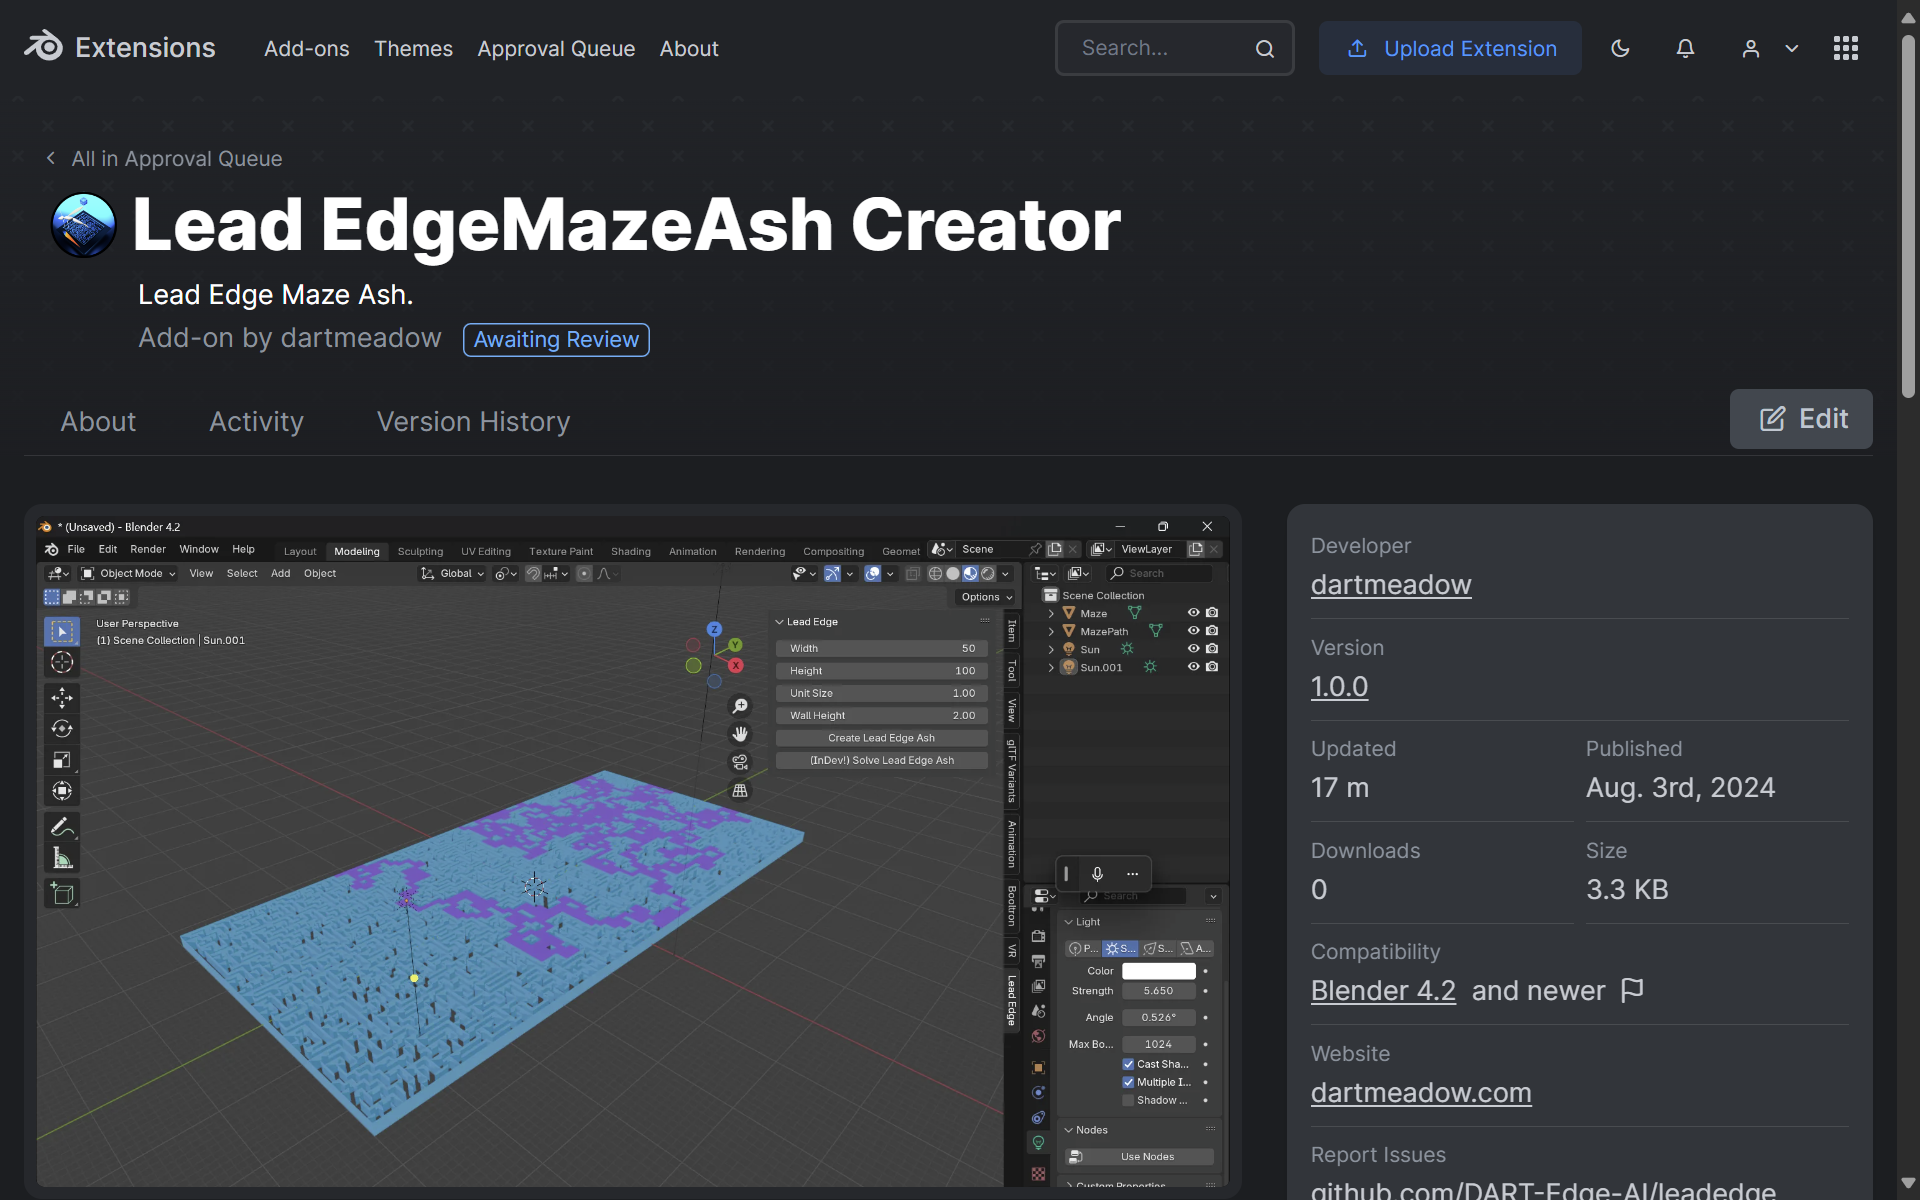 Extensions
Add-ons Themes Approval Queue About
Search...
Upload Extension
All in Approval Queue
Lead EdgeMazeAsh Creator
Lead Edge Maze Ash.
Add-on by dartmeadow Awaiting Review
About Activity Version History
Edit
* (Unsaved) - Blender 4.2
File Edit Render Window Help Layout Modeling Sculpting UV Editing Texture Paint Shading Animation Rendering Compositing Geomet Scene ViewLayer
Object Mode View Select Add Object Global Search
Options
User Perspective
(1) Scene Collection | Sun.001
Lead Edge
Width 50
Height 100
Unit Size 1.00
Wall Height 2.00
Create Lead Edge Ash
(InDev!) Solve Lead Edge Ash
Item
Tool
View
glTF Variants
Animation
Booltron
VR
Lead Edge
Scene Collection
Maze
MazePath
Sun
Sun.001
Search
Light
P... S... S... A...
Color
Strength 5.650
Angle 0.526°
Max Bo... 1024
Cast Sha...
Multiple I...
Shadow ...
Nodes
Use Nodes
Custom Properties
Developer
dartmeadow
Version
1.0.0
Updated
17 m
Published
Aug. 3rd, 2024
Downloads
0
Size
3.3 KB
Compatibility
Blender 4.2 and newer
Website
dartmeadow.com
Report Issues
github.com/DART-Edge-AI/leadedge